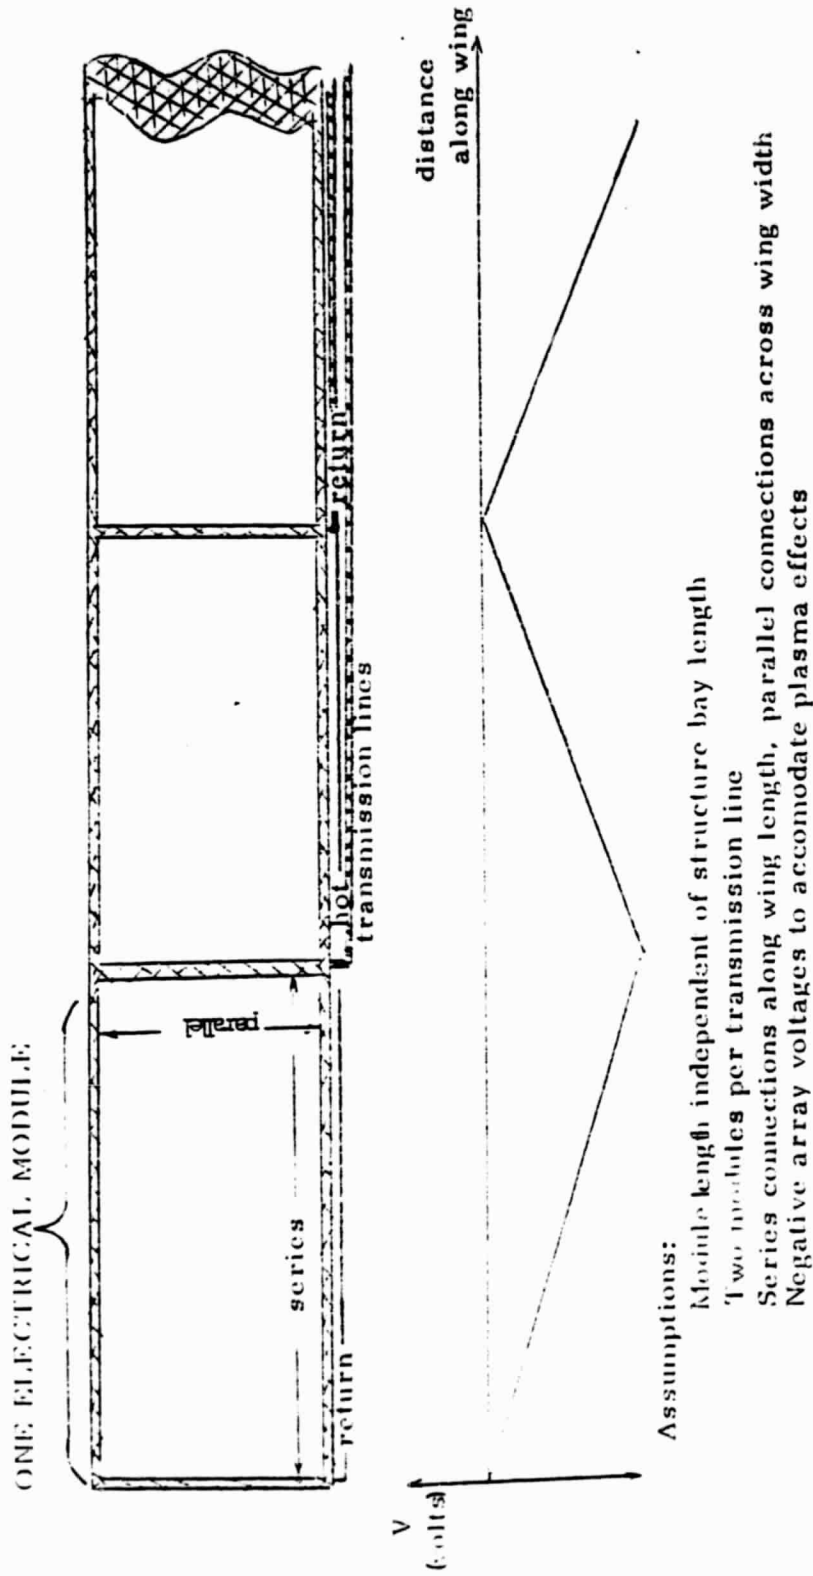 ONE ELECTRICAL MODULE
parallel
series
return
hot
transmission lines
return
V
(volts)
distance
along wing
Assumptions:
Module length independent of structure bay length
Two modules per transmission line
Series connections along wing length, parallel connections across wing width
Negative array voltages to accomodate plasma effects